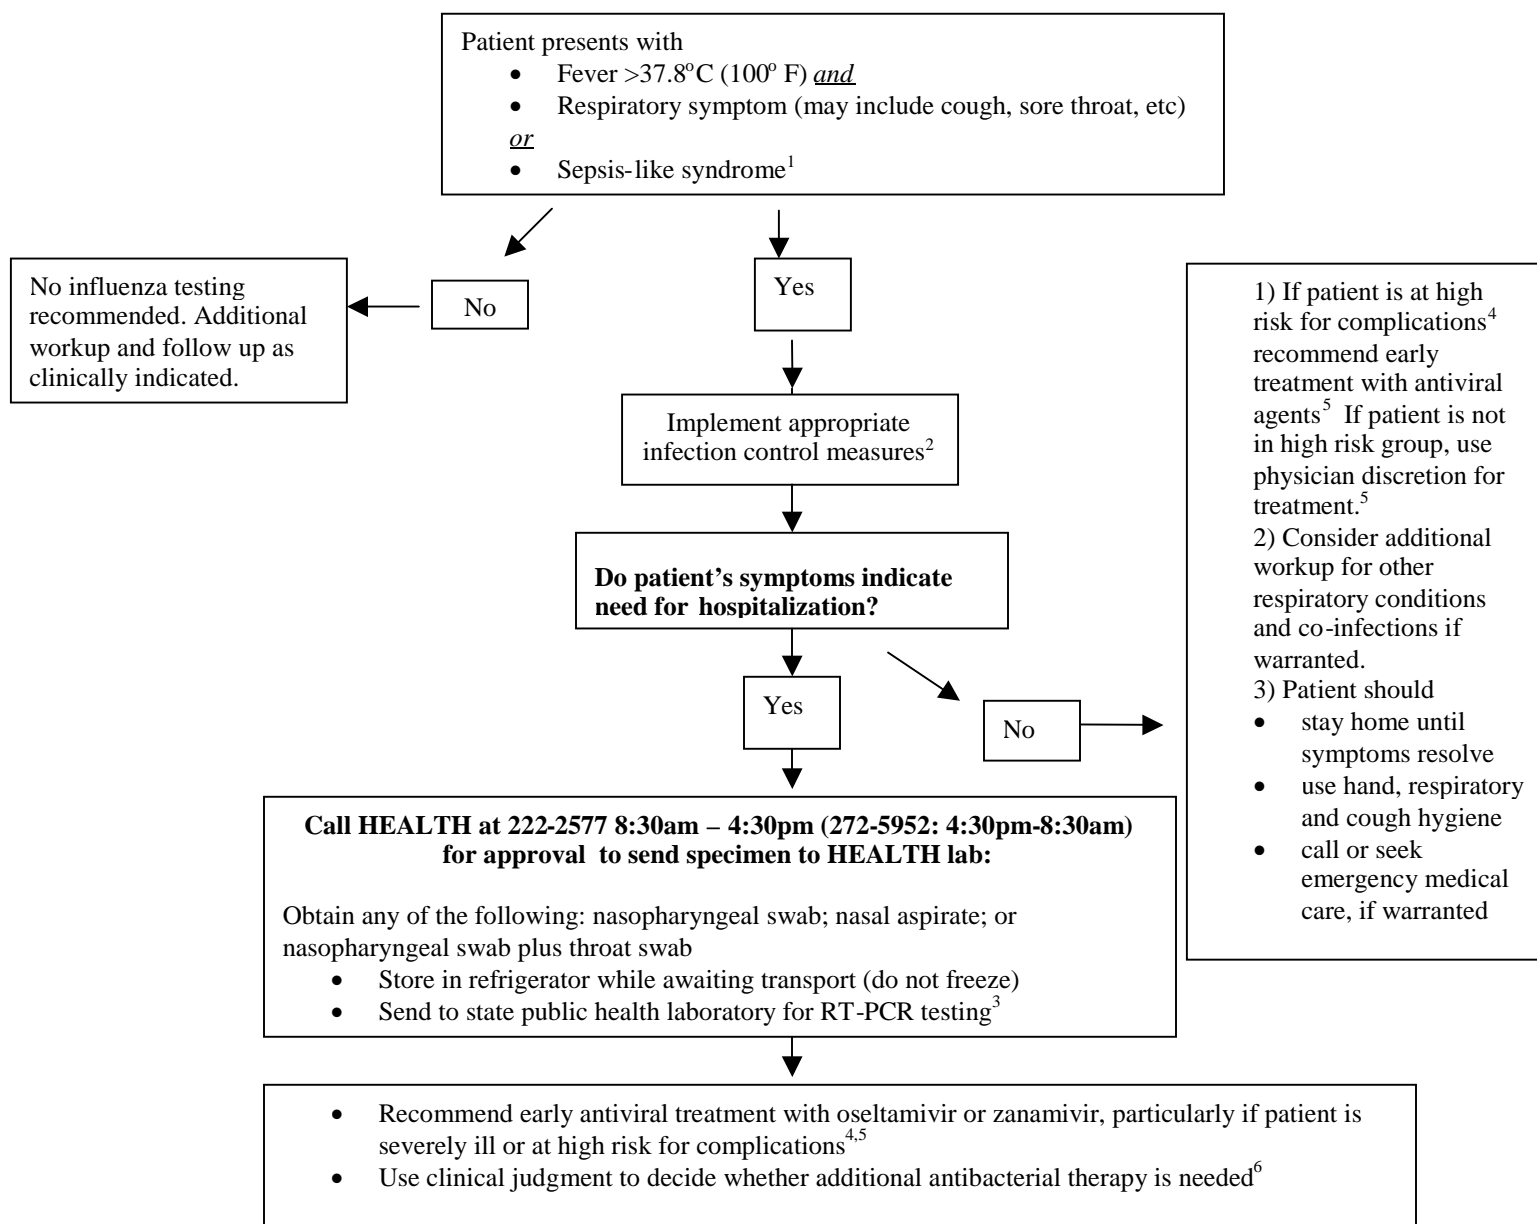 Patient presents with
• Fever >37.8°C (100° F) and
• Respiratory symptom (may include cough, sore throat, etc)
or
• Sepsis-like syndrome1
No
Yes
No influenza testing
recommended. Additional
workup and follow up as
clinically indicated.
Implement appropriate
infection control measures2
Do patient’s symptoms indicate
need for hospitalization?
Yes
No
1) If patient is at high
risk for complications4
recommend early
treatment with antiviral
agents5 If patient is not
in high risk group, use
physician discretion for
treatment.5
2) Consider additional
workup for other
respiratory conditions
and co-infections if
warranted.
3) Patient should
• stay home until
symptoms resolve
• use hand, respiratory
and cough hygiene
• call or seek
emergency medical
care, if warranted
Call HEALTH at 222-2577 8:30am – 4:30pm (272-5952: 4:30pm-8:30am)
for approval to send specimen to HEALTH lab:
Obtain any of the following: nasopharyngeal swab; nasal aspirate; or
nasopharyngeal swab plus throat swab
• Store in refrigerator while awaiting transport (do not freeze)
• Send to state public health laboratory for RT-PCR testing3
• Recommend early antiviral treatment with oseltamivir or zanamivir, particularly if patient is
severely ill or at high risk for complications4,5
• Use clinical judgment to decide whether additional antibacterial therapy is needed6